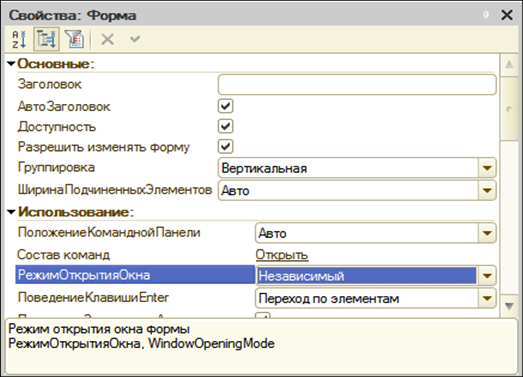 Свойства: Форма
Основные:
Заголовок
АвтоЗаголовок
Доступность
Разрешить изменять форму
Группировка Вертикальная
ШиринаПодчиненныхЭлементов Авто
Использование:
ПоложениеКоманднойПанели Авто
Состав команд Открыть
РежимОткрытияОкна Независимый
ПоведениеКлавишиEnter Переход по элементам
Режим открытия окна формы
РежимОткрытияОкна, WindowOpeningMode